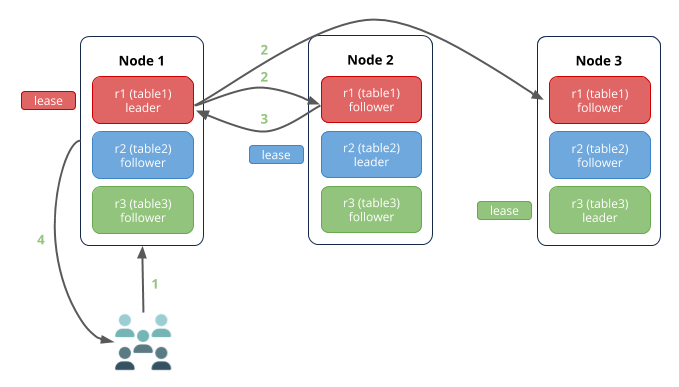 Node 1
r1 (table1)
leader
r2 (table2)
follower
r3 (table3)
follower
lease
Node 2
r1 (table1)
follower
r2 (table2)
leader
r3 (table3)
follower
lease
Node 3
r1 (table1)
follower
r2 (table2)
follower
r3 (table3)
leader
lease
2
2
3
4
1